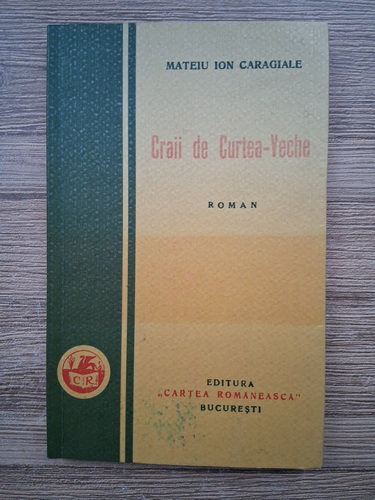 MATEIU ION CARAGIALE
Craii de Curtea-Veche
ROMAN
CR
EDITURA
„CARTEA ROMÂNEASCĂ"
BUCUREȘTI